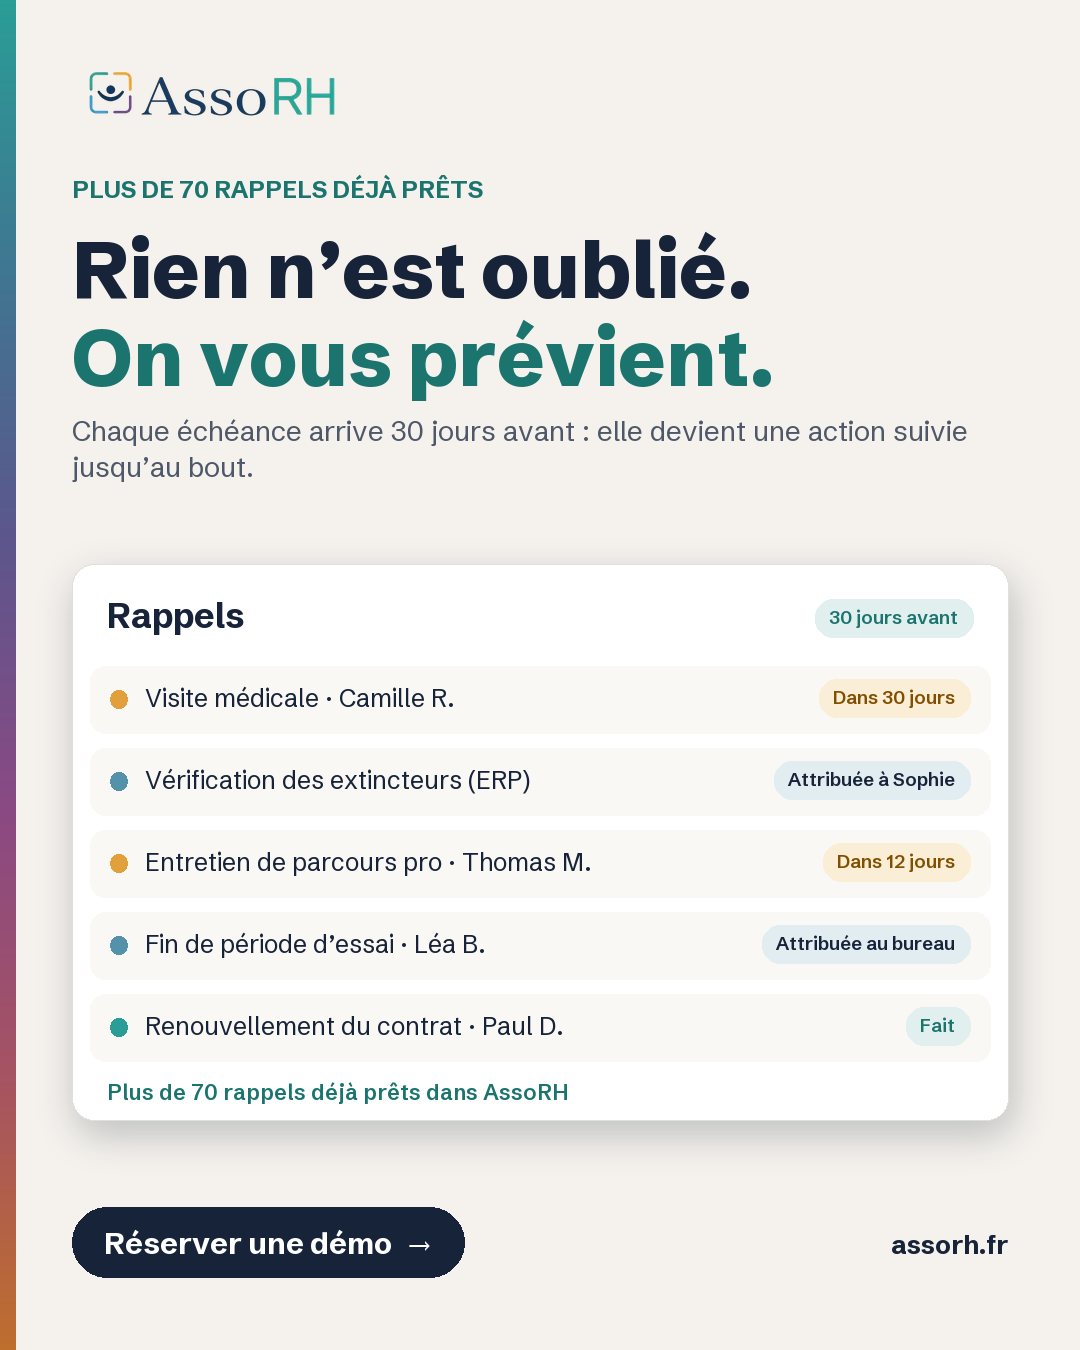 AssoRH
PLUS DE 70 RAPPELS DÉJÀ PRÊTS
Rien n’est oublié.
On vous prévient.
Chaque échéance arrive 30 jours avant : elle devient une action suivie
jusqu’au bout.
Rappels
30 jours avant
Visite médicale · Camille R.
Dans 30 jours
Vérification des extincteurs (ERP)
Attribuée à Sophie
Entretien de parcours pro · Thomas M.
Dans 12 jours
Fin de période d’essai · Léa B.
Attribuée au bureau
Renouvellement du contrat · Paul D.
Fait
Plus de 70 rappels déjà prêts dans AssoRH
Réserver une démo →
assorh.fr